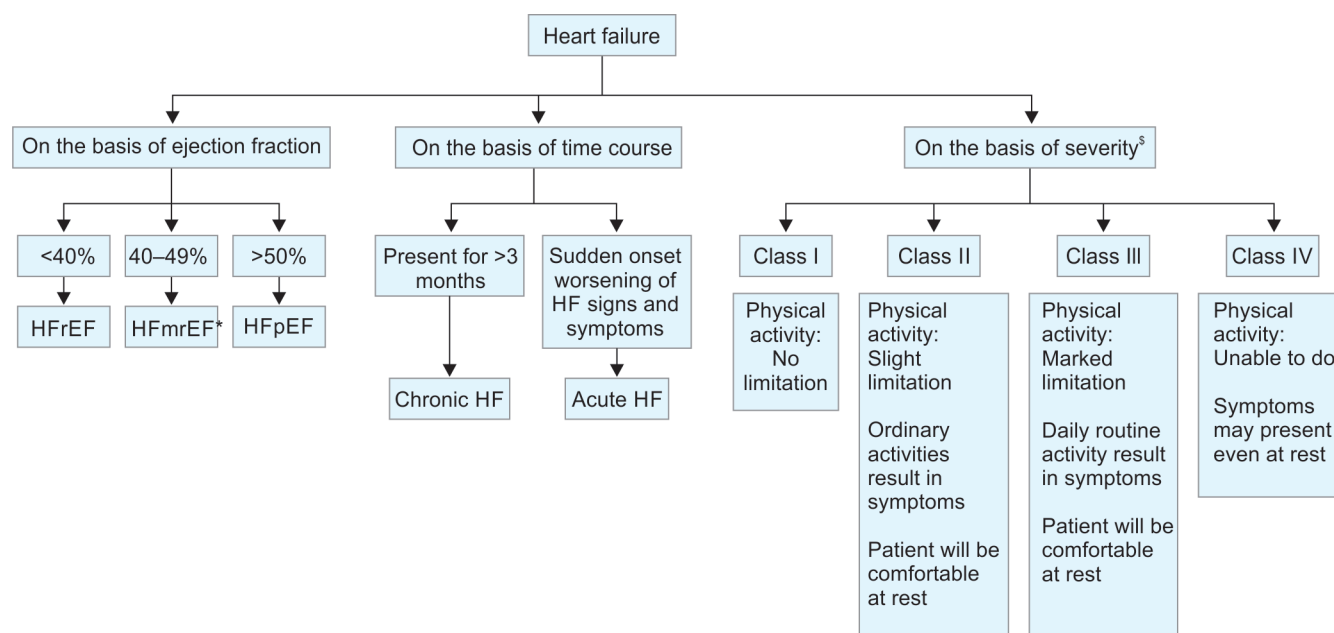 Heart failure
On the basis of ejection fraction
On the basis of time course
On the basis of severity$
<40%
40–49%
>50%
HFrEF
HFmrEF*
HFpEF
Present for >3
months
Sudden onset
worsening of
HF signs and
symptoms
Chronic HF
Acute HF
Class I
Class II
Class III
Class IV
Physical
activity:
No
limitation
Physical
activity:
Slight
limitation
Ordinary
activities
result in
symptoms
Patient will be
comfortable
at rest
Physical
activity:
Marked
limitation
Daily routine
activity result
in symptoms
Patient will be
comfortable
at rest
Physical
activity:
Unable to do
Symptoms
may present
even at rest